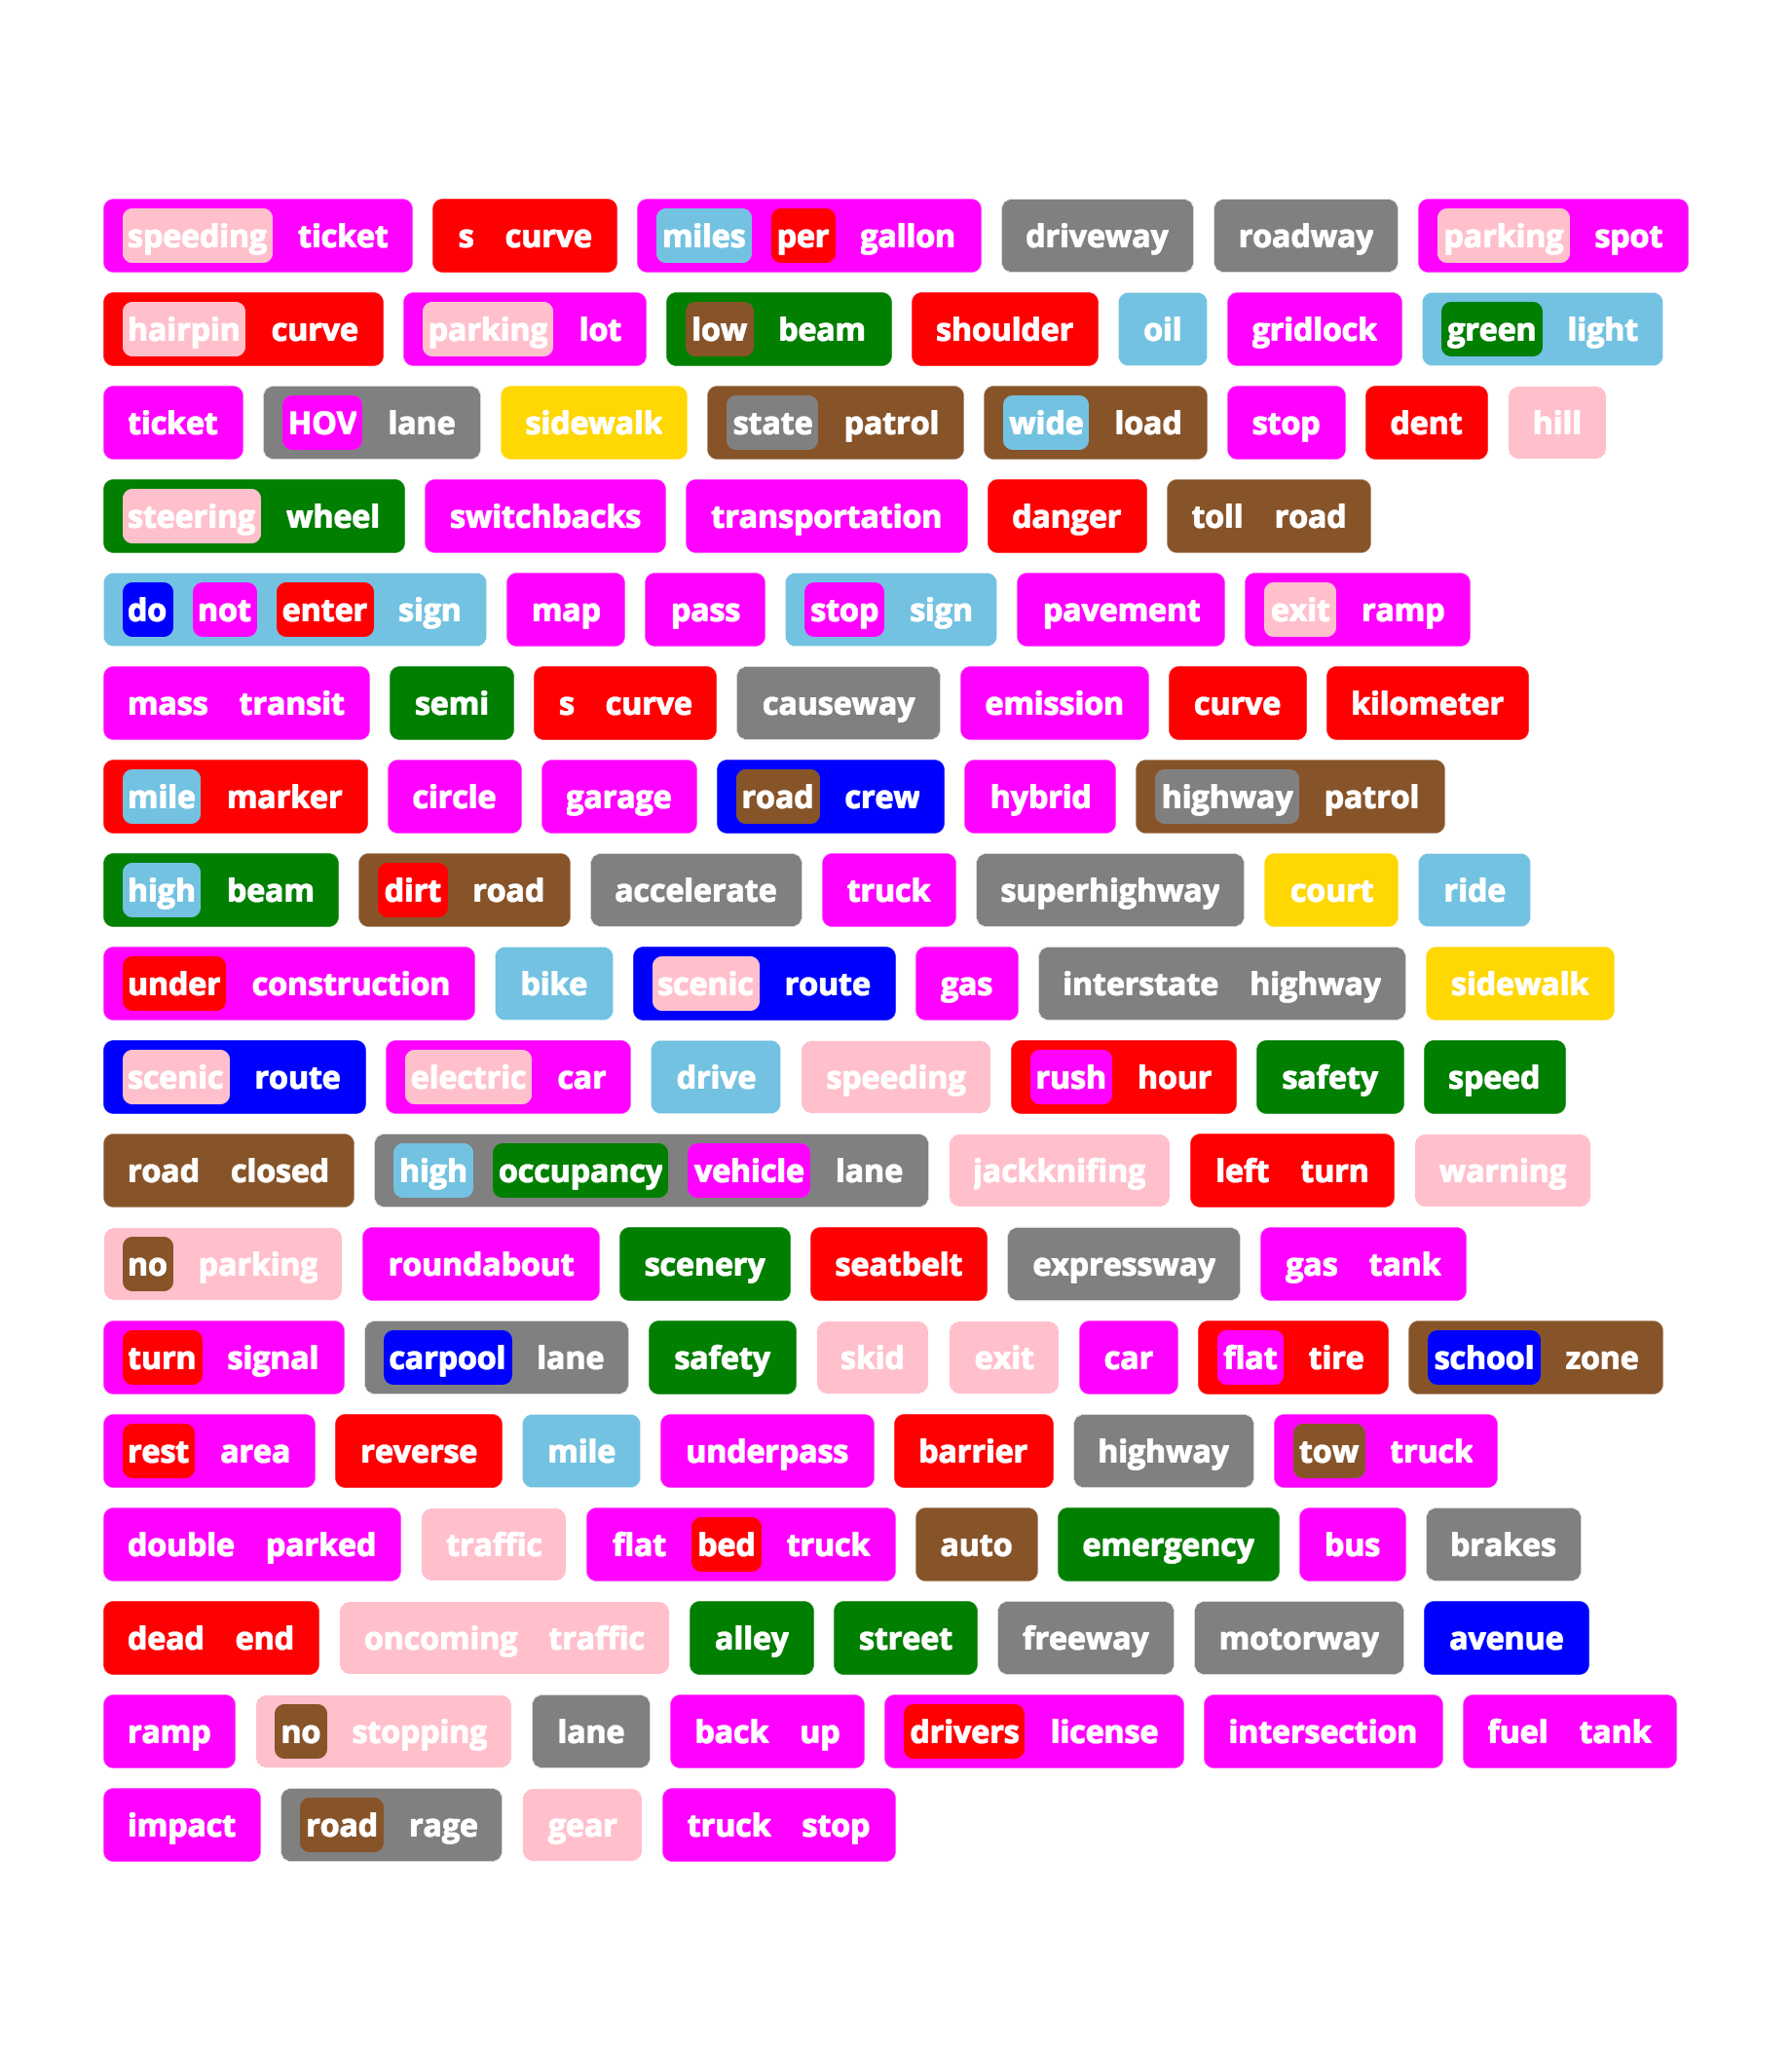 speeding ticket s curve miles per gallon driveway roadway parking spot
hairpin curve parking lot low beam shoulder oil gridlock green light
ticket HOV lane sidewalk state patrol wide load stop dent hill
steering wheel switchbacks transportation danger toll road
do not enter sign map pass stop sign pavement exit ramp
mass transit semi s curve causeway emission curve kilometer
mile marker circle garage road crew hybrid highway patrol
high beam dirt road accelerate truck superhighway court ride
under construction bike scenic route gas interstate highway sidewalk
scenic route electric car drive speeding rush hour safety speed
road closed high occupancy vehicle lane jackknifing left turn warning
no parking roundabout scenery seatbelt expressway gas tank
turn signal carpool lane safety skid exit car flat tire school zone
rest area reverse mile underpass barrier highway tow truck
double parked traffic flat bed truck auto emergency bus brakes
dead end oncoming traffic alley street freeway motorway avenue
ramp no stopping lane back up drivers license intersection fuel tank
impact road rage gear truck stop